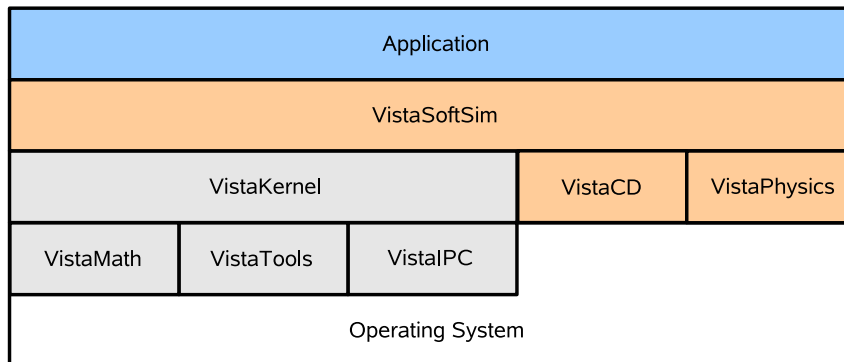 Application
VistaSoftSim
VistaKernel
VistaCD
VistaPhysics
VistaMath
VistaTools
VistaIPC
Operating System